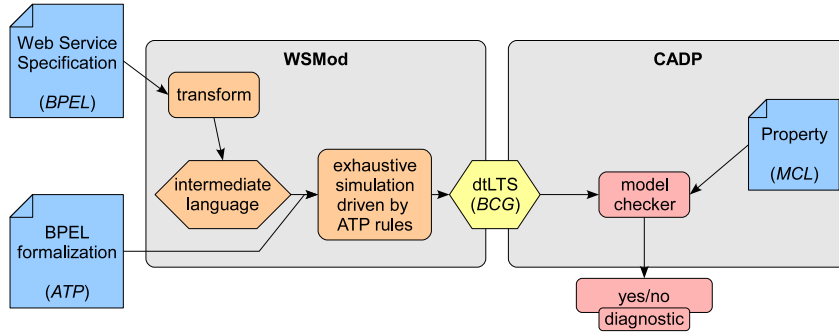 Web Service
Specification
(BPEL)
WSMod
transform
intermediate
language
exhaustive
simulation
driven by
ATP rules
BPEL
formalization
(ATP)
dtLTS
(BCG)
CADP
Property
(MCL)
model
checker
yes/no
diagnostic